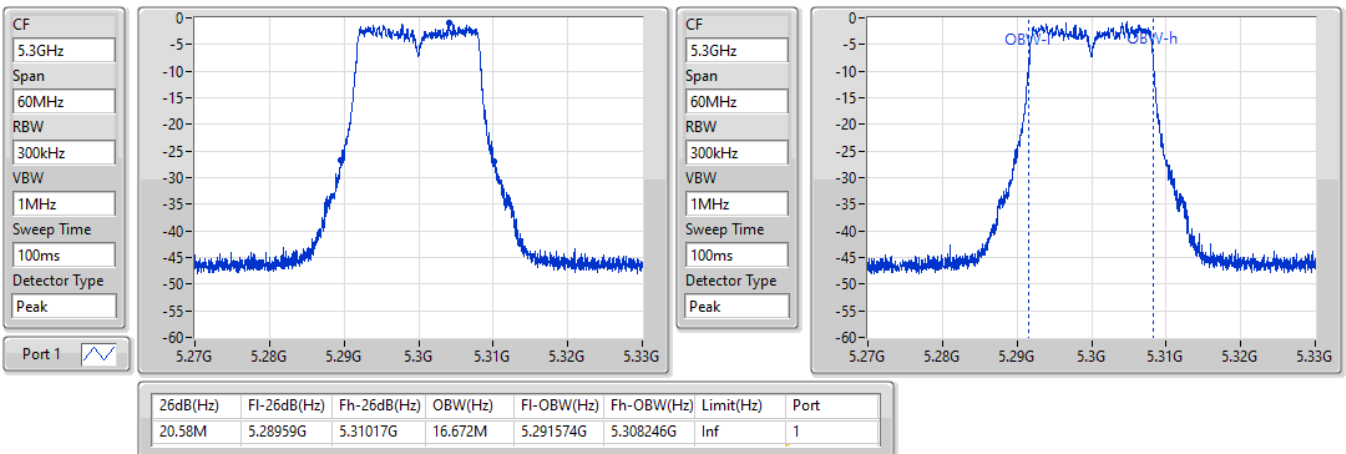 CF
5.3GHz
Span
60MHz
RBW
300kHz
VBW
1MHz
Sweep Time
100ms
Detector Type
Peak
Port 1
0
-5
-10
-15
-20
-25
-30
-35
-40
-45
-50
-55
-60
5.27G 5.28G 5.29G 5.3G 5.31G 5.32G 5.33G
CF
5.3GHz
Span
60MHz
RBW
300kHz
VBW
1MHz
Sweep Time
100ms
Detector Type
Peak
0
-5
-10
-15
-20
-25
-30
-35
-40
-45
-50
-55
-60
OBW-l OBW-h
5.27G 5.28G 5.29G 5.3G 5.31G 5.32G 5.33G
26dB(Hz) Fl-26dB(Hz) Fh-26dB(Hz) OBW(Hz) Fl-OBW(Hz) Fh-OBW(Hz) Limit(Hz) Port
20.58M 5.28959G 5.31017G 16.672M 5.291574G 5.308246G Inf 1